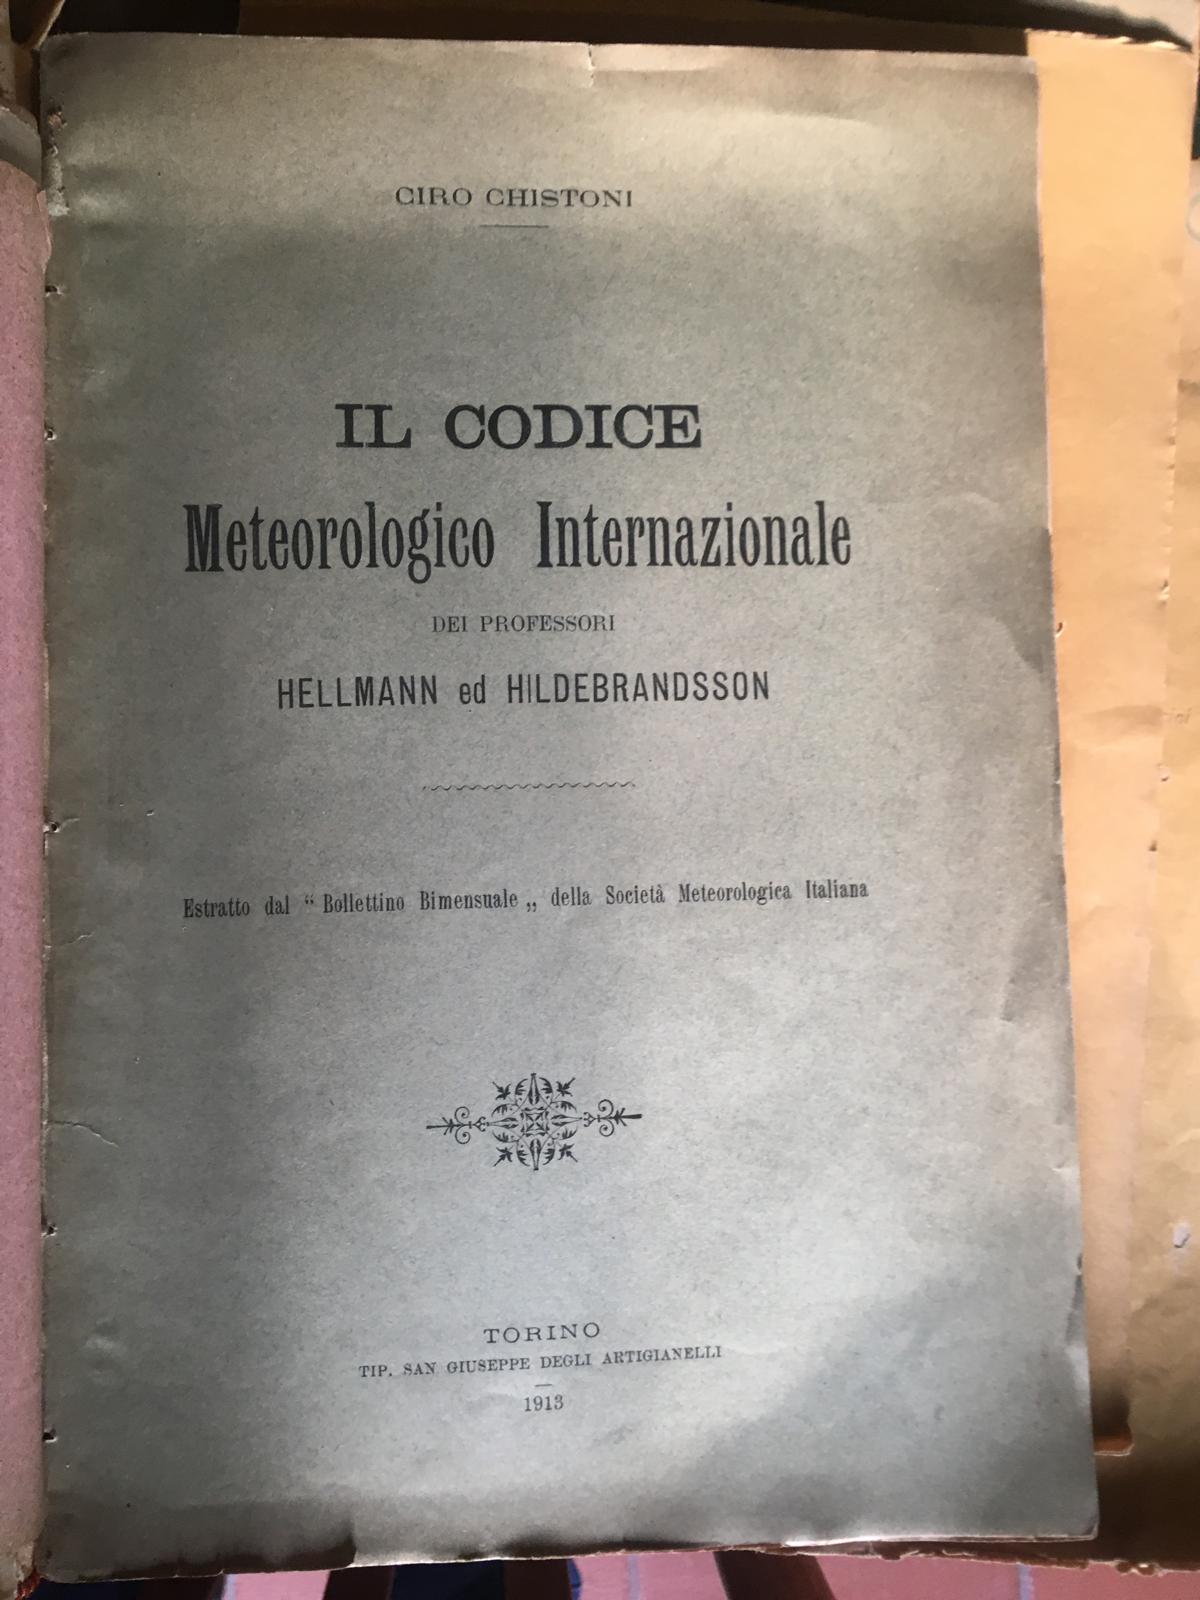 CIRO CHISTONI
IL CODICE
Meteorologico Internazionale
DEI PROFESSORI
HELLMANN ed HILDEBRANDSSON
Estratto dal “ Bollettino Bimensuale „ della Società Meteorologica Italiana
TORINO
TIP. SAN GIUSEPPE DEGLI ARTIGIANELLI
1913